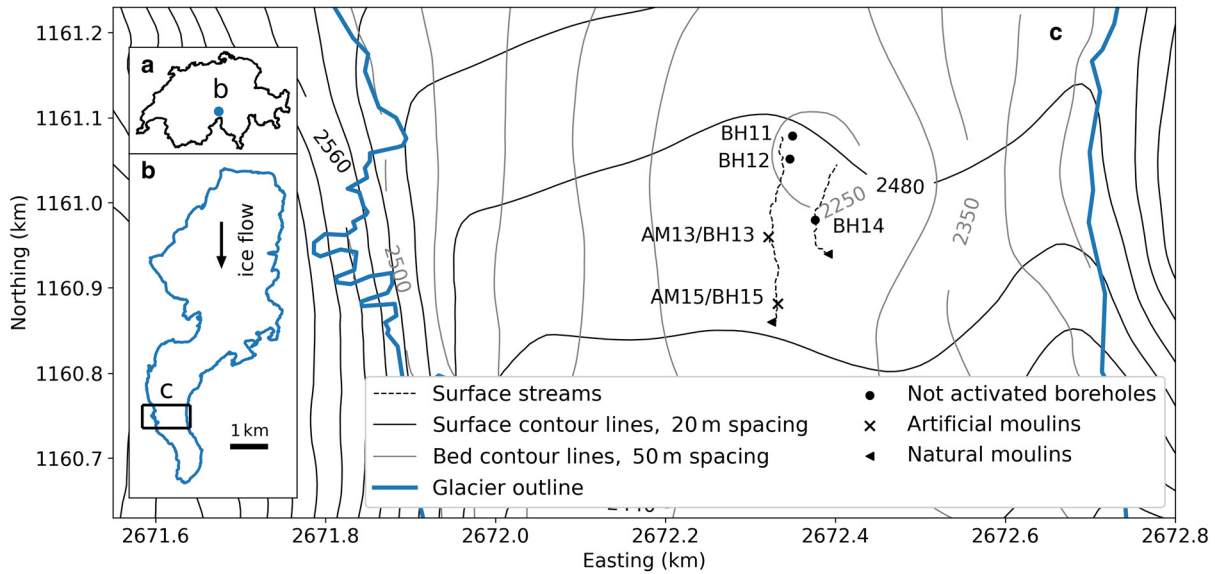 1161.2
1161.1
1161.0
1160.9
1160.8
1160.7
Northing (km)
a
b
b
ice flow
c
1 km
c
2560
2500
BH11
BH12
2480
2250
BH14
2350
AM13/BH13
AM15/BH15
Surface streams
Surface contour lines, 20 m spacing
Bed contour lines, 50 m spacing
Glacier outline
Not activated boreholes
Artificial moulins
Natural moulins
2671.6
2671.8
2672.0
2672.2
2672.4
2672.6
2672.8
Easting (km)